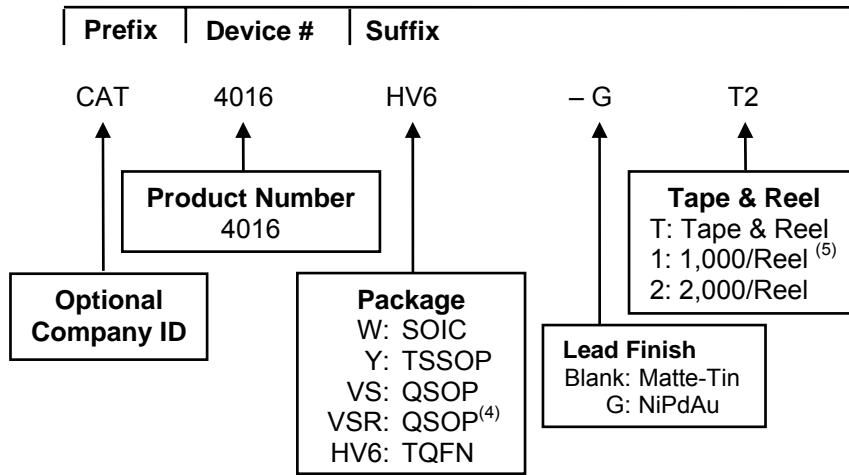 Prefix Device # Suffix
CAT 4016 HV6 – G T2
Product Number
4016
Tape & Reel
T: Tape & Reel
1: 1,000/Reel (5)
2: 2,000/Reel
Optional
Company ID
Package
W: SOIC
Y: TSSOP
VS: QSOP
VSR: QSOP(4)
HV6: TQFN
Lead Finish
Blank: Matte-Tin
G: NiPdAu